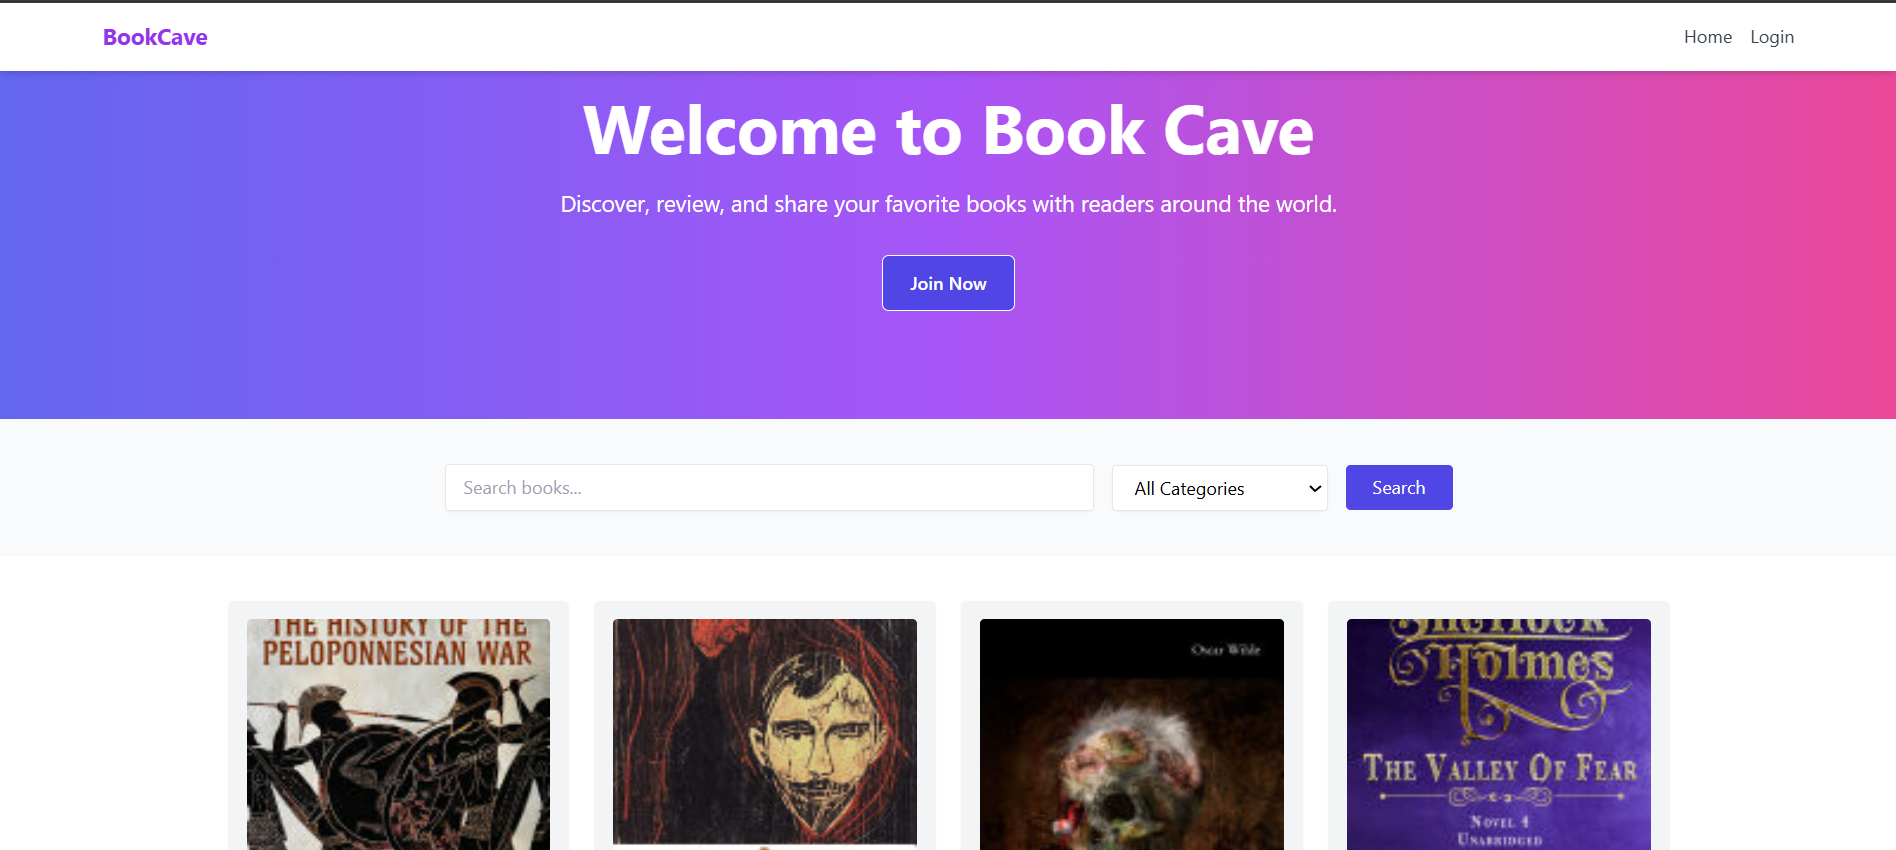 BookCave
Home Login
Welcome to Book Cave
Discover, review, and share your favorite books with readers around the world.
Join Now
Search books...
All Categories
Search
THE HISTORY OF THE
PELOPONNESIAN WAR
Oscar Wilde
SHERLOCK
HOLMES
THE VALLEY OF FEAR
NOVEL 4
UNABRIDGED